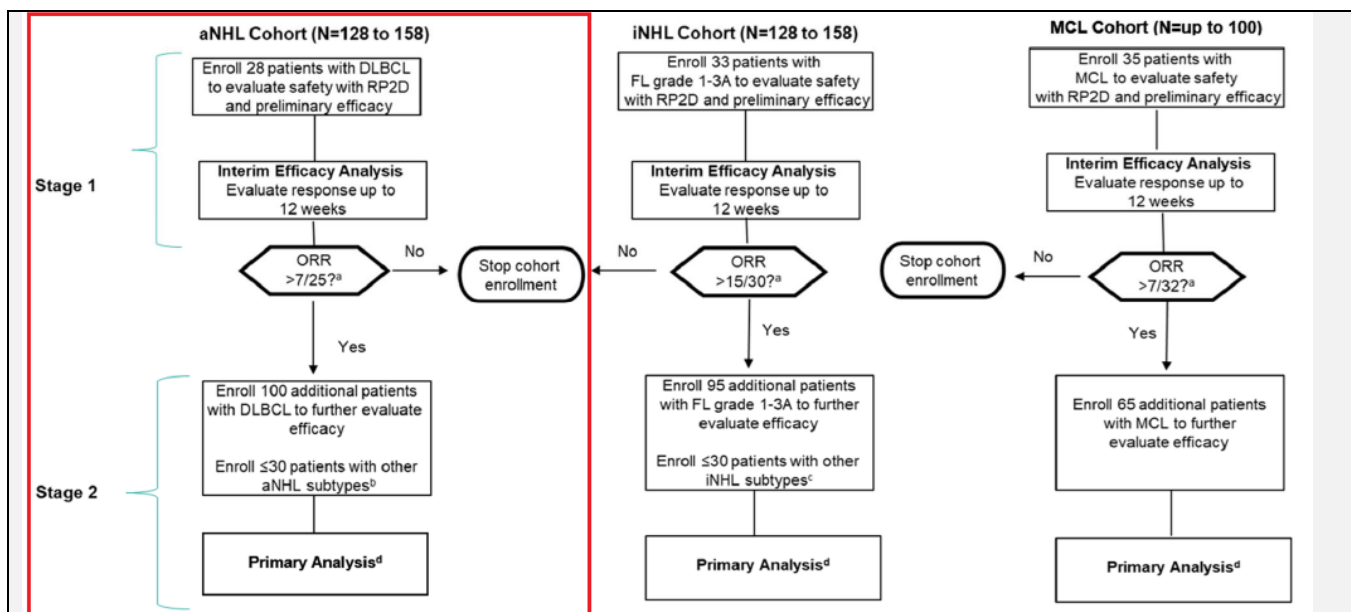 aNHL Cohort (N=128 to 158)
Enroll 28 patients with DLBCL
to evaluate safety with RP2D
and preliminary efficacy
Stage 1
Interim Efficacy Analysis
Evaluate response up to
12 weeks
ORR
>7/25?ᵃ
No
Stop cohort
enrollment
Yes
Stage 2
Enroll 100 additional patients
with DLBCL to further evaluate
efficacy
Enroll ≤30 patients with other
aNHL subtypesᵇ
Primary Analysisᵈ
iNHL Cohort (N=128 to 158)
Enroll 33 patients with
FL grade 1-3A to evaluate safety
with RP2D and preliminary efficacy
Interim Efficacy Analysis
Evaluate response up to
12 weeks
No
ORR
>15/30?ᵃ
Yes
Enroll 95 additional patients
with FL grade 1-3A to further
evaluate efficacy
Enroll ≤30 patients with other
iNHL subtypesᶜ
Primary Analysisᵈ
MCL Cohort (N=up to 100)
Enroll 35 patients with
MCL to evaluate safety
with RP2D and preliminary efficacy
Interim Efficacy Analysis
Evaluate response up to
12 weeks
Stop cohort
enrollment
No
ORR
>7/32?ᵃ
Yes
Enroll 65 additional patients
with MCL to further
evaluate efficacy
Primary Analysisᵈ